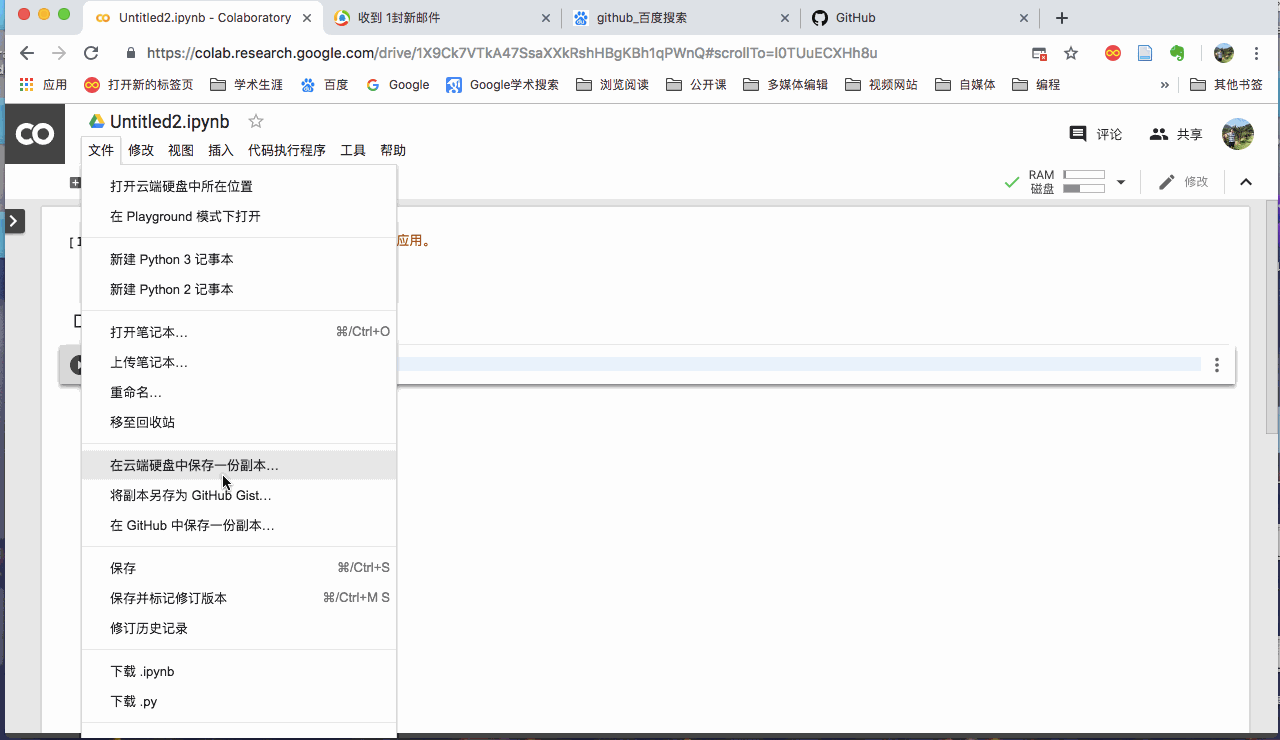 Untitled2.ipynb - Colaboratory
收到 1封新邮件
github_百度搜索
GitHub
https://colab.research.google.com/drive/1X9Ck7VTkA47SsaXXkRshHBgKBh1qPWnQ#scrollTo=I0TUuECXHh8u
应用 打开新的标签页 学术生涯 百度 Google Google学术搜索 浏览阅读 公开课 多媒体编辑 视频网站 自媒体 编程 » 其他书签
CO
Untitled2.ipynb
评论 共享
文件 修改 视图 插入 代码执行程序 工具 帮助
RAM
磁盘
修改
应用。
打开云端硬盘中所在位置
在 Playground 模式下打开
新建 Python 3 记事本
新建 Python 2 记事本
打开笔记本… ⌘/Ctrl+O
上传笔记本…
重命名…
移至回收站
在云端硬盘中保存一份副本…
将副本另存为 GitHub Gist…
在 GitHub 中保存一份副本…
保存 ⌘/Ctrl+S
保存并标记修订版本 ⌘/Ctrl+M S
修订历史记录
下载 .ipynb
下载 .py